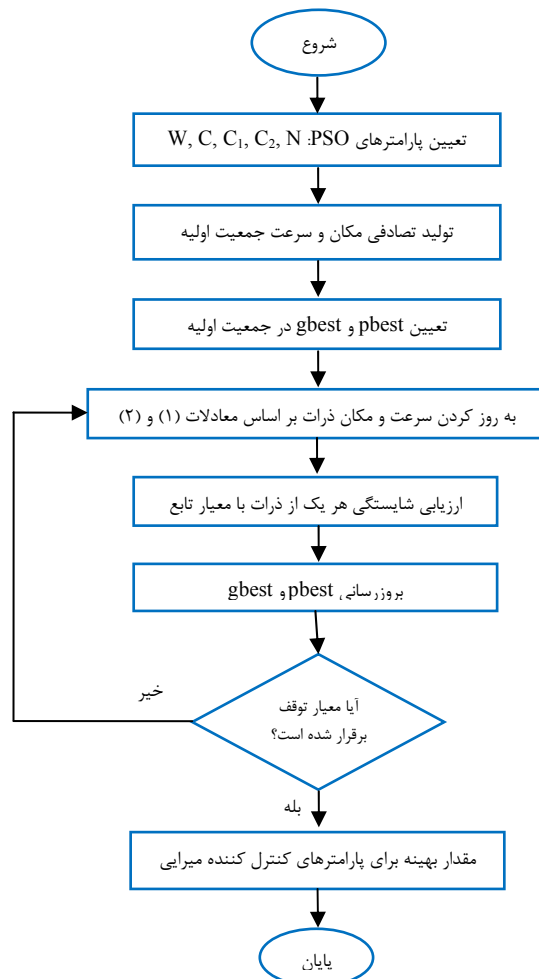 شروع
تعیین پارامترهای PSO: W, C, C₁, C₂, N
تولید تصادفی مکان و سرعت جمعیت اولیه
تعیین pbest و gbest در جمعیت اولیه
به روز کردن سرعت و مکان ذرات بر اساس معادلات (۱) و (۲)
ارزیابی شایستگی هر یک از ذرات با معیار تابع
بروزرسانی pbest و gbest
آیا معیار توقف
برقرار شده است؟
خیر
بله
مقدار بهینه برای پارامترهای کنترل کننده میرایی
پایان